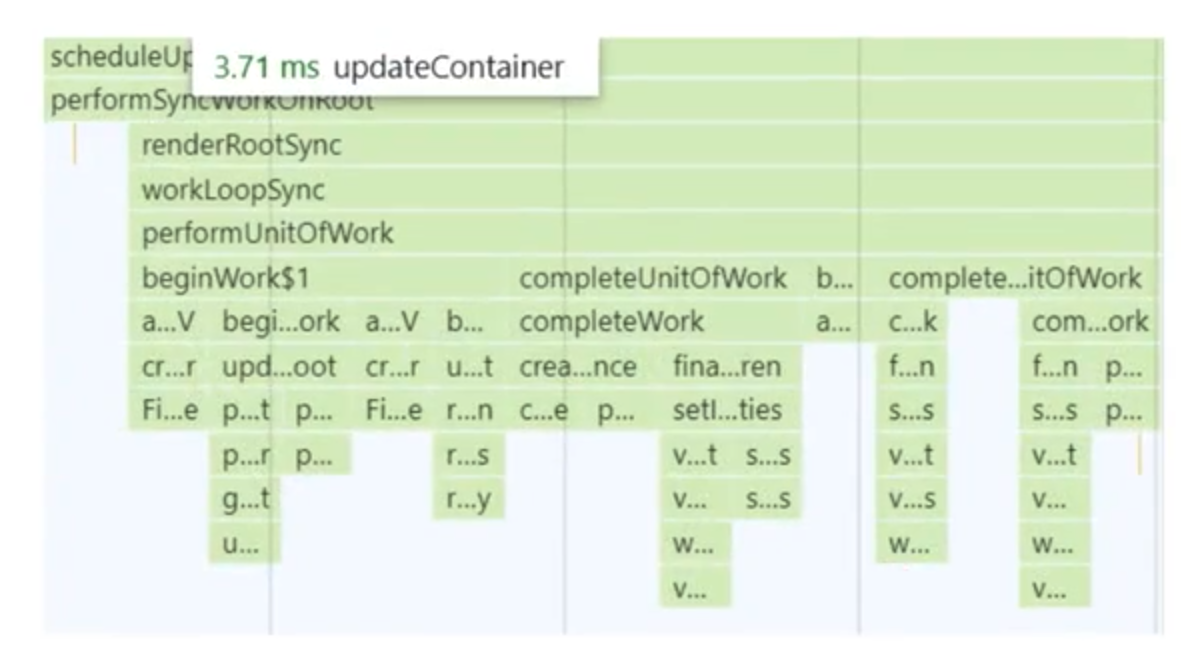 scheduleUp 3.71 ms updateContainer
performSyncWorkOnRoot
renderRootSync
workLoopSync
performUnitOfWork
beginWork$1 completeUnitOfWork b... complete...itOfWork
a...V begi...ork a...V b... completeWork a... c...k com...ork
cr...r upd...oot cr...r u...t crea...nce fina...ren f...n f...n p...
Fi...e p...t p... Fi...e r...n c...e p... setI...ties s...s s...s p...
p...r p... r...s v...t s...s v...t v...t
g...t r...y v... s...s v...s v...
u... w... w... w...
v... v...